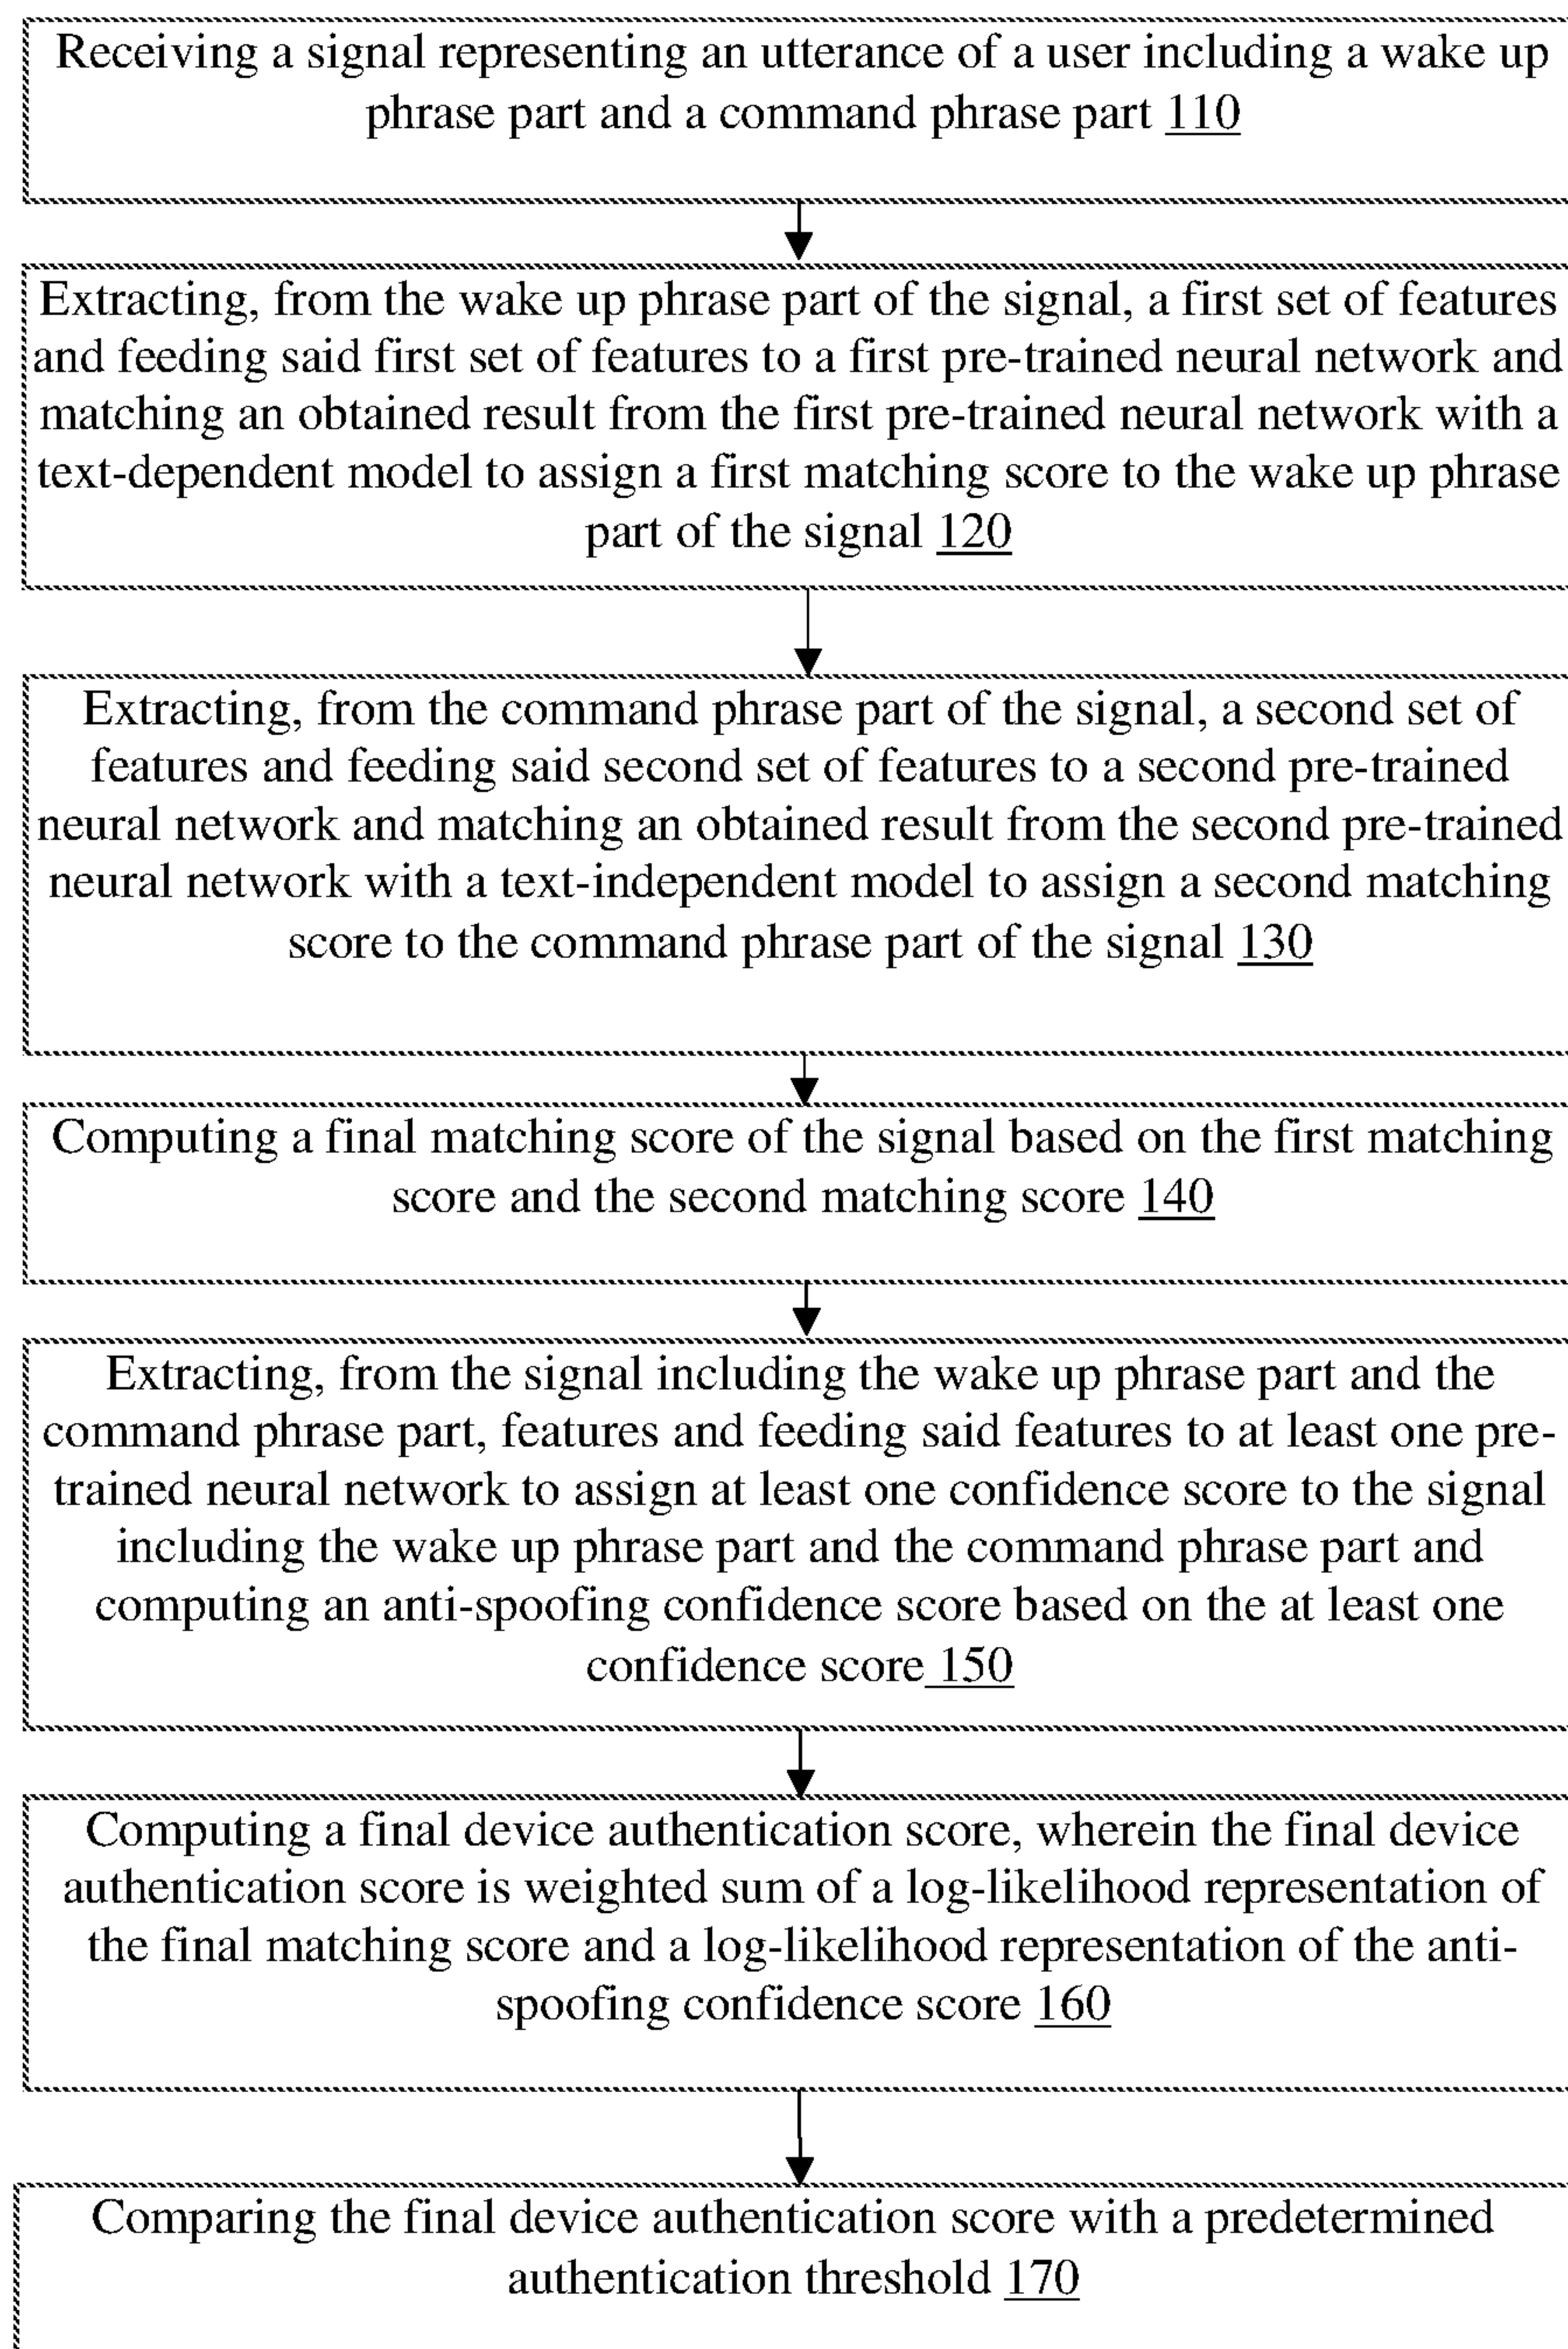 Receiving a signal representing an utterance of a user including a wake up
phrase part and a command phrase part 110
Extracting, from the wake up phrase part of the signal, a first set of features
and feeding said first set of features to a first pre-trained neural network and
matching an obtained result from the first pre-trained neural network with a
text-dependent model to assign a first matching score to the wake up phrase
part of the signal 120
Extracting, from the command phrase part of the signal, a second set of
features and feeding said second set of features to a second pre-trained
neural network and matching an obtained result from the second pre-trained
neural network with a text-independent model to assign a second matching
score to the command phrase part of the signal 130
Computing a final matching score of the signal based on the first matching
score and the second matching score 140
Extracting, from the signal including the wake up phrase part and the
command phrase part, features and feeding said features to at least one pre-
trained neural network to assign at least one confidence score to the signal
including the wake up phrase part and the command phrase part and
computing an anti-spoofing confidence score based on the at least one
confidence score 150
Computing a final device authentication score, wherein the final device
authentication score is weighted sum of a log-likelihood representation of
the final matching score and a log-likelihood representation of the anti-
spoofing confidence score 160
Comparing the final device authentication score with a predetermined
authentication threshold 170